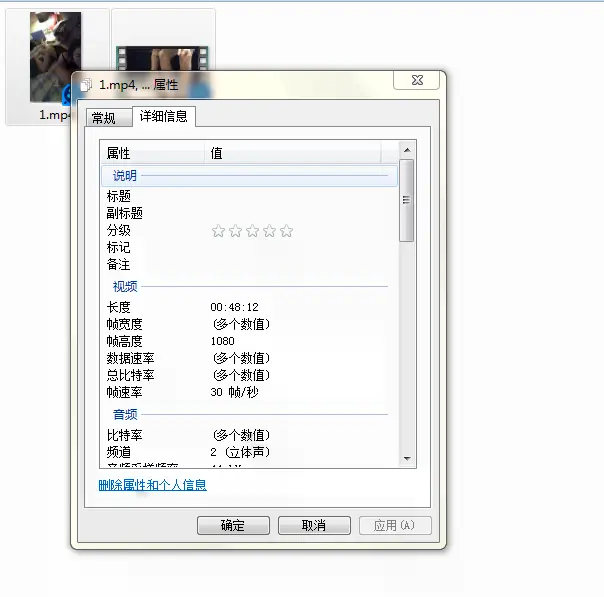 1.mp4, ... 属性
1.mp4
常规 详细信息
属性 值
说明
标题
副标题
分级
标记
备注
视频
长度 00:48:12
帧宽度 (多个数值)
帧高度 1080
数据速率 (多个数值)
总比特率 (多个数值)
帧速率 30 帧/秒
音频
比特率 (多个数值)
频道 2 (立体声)
删除属性和个人信息
确定 取消 应用(A)